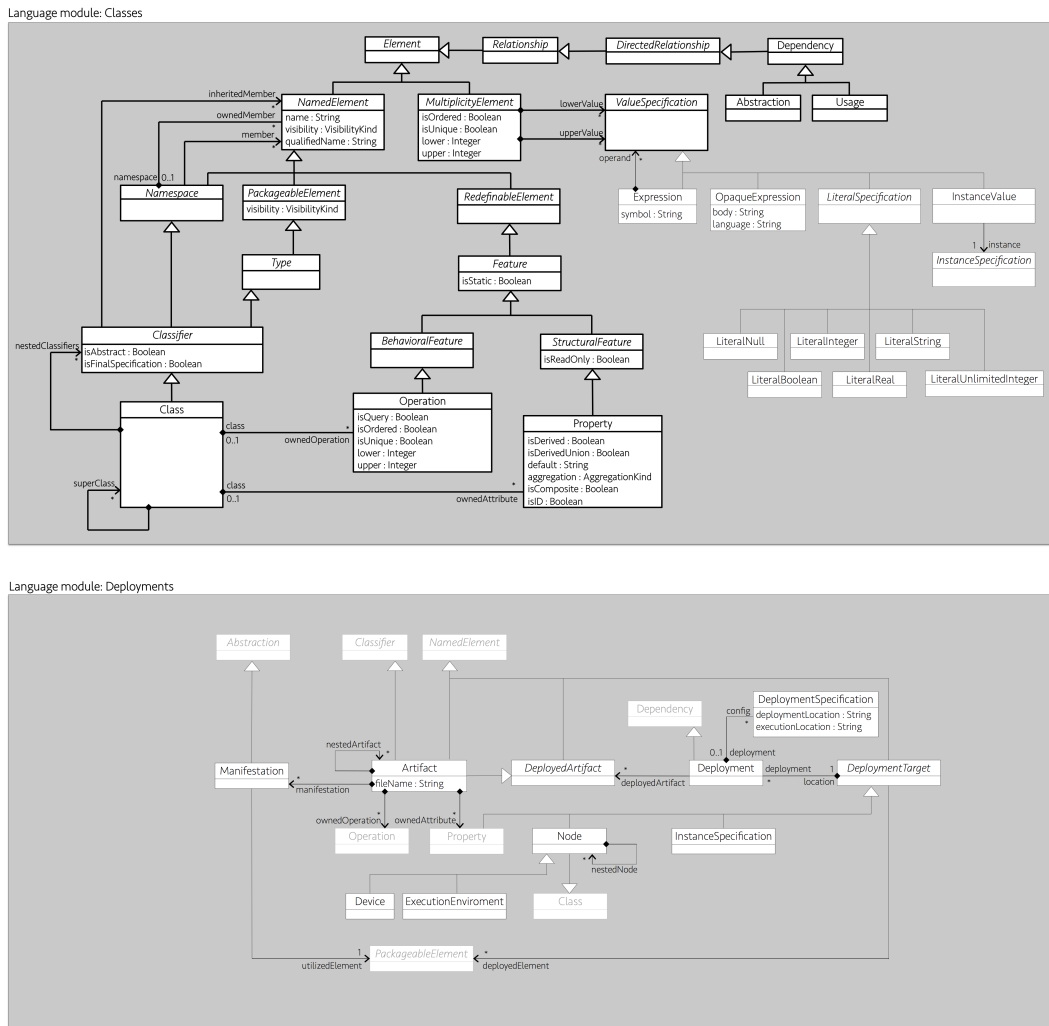 Language module: Classes
Element
Relationship
DirectedRelationship
Dependency
Abstraction
Usage
inheritedMember
*
ownedMember
*
member
*
NamedElement
name : String
visibility : VisibilityKind
qualifiedName : String
MultiplicityElement
isOrdered : Boolean
isUnique : Boolean
lower : Integer
upper : Integer
lowerValue
*
upperValue
*
ValueSpecification
operand
*
namespace
0..1
Namespace
PackageableElement
visibility : VisibilityKind
RedefinableElement
Expression
symbol : String
OpaqueExpression
body : String
language : String
LiteralSpecification
InstanceValue
1
instance
InstanceSpecification
Type
Feature
isStatic : Boolean
nestedClassifiers
*
Classifier
isAbstract : Boolean
isFinalSpecification : Boolean
BehavioralFeature
StructuralFeature
isReadOnly : Boolean
LiteralNull
LiteralInteger
LiteralString
LiteralBoolean
LiteralReal
LiteralUnlimitedInteger
Class
class
0..1
*
ownedOperation
Operation
isQuery : Boolean
isOrdered : Boolean
isUnique : Boolean
lower : Integer
upper : Integer
Property
isDerived : Boolean
isDerivedUnion : Boolean
default : String
aggregation : AggregationKind
isComposite : Boolean
isID : Boolean
superClass
*
class
0..1
*
ownedAttribute
Language module: Deployments
Abstraction
Classifier
NamedElement
Dependency
DeploymentSpecification
deploymentLocation : String
executionLocation : String
config
*
0..1
deployment
nestedArtifact
*
Manifestation
*
manifestation
Artifact
fileName : String
DeployedArtifact
*
deployedArtifact
Deployment
deployment
*
1
location
DeploymentTarget
ownedOperation
*
ownedAttribute
*
Operation
Property
Node
InstanceSpecification
*
nestedNode
Device
ExecutionEnviroment
Class
1
utilizedElement
PackageableElement
*
deployedElement